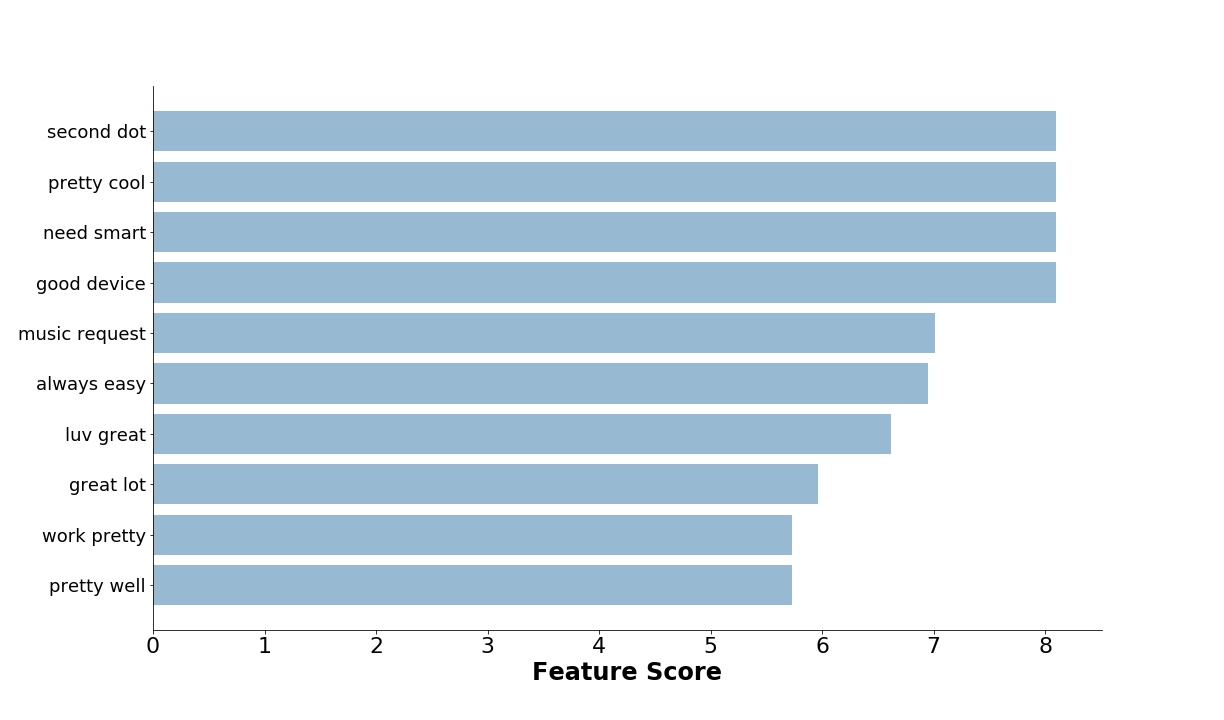 second dot
pretty cool
need smart
good device
music request
always easy
luv great
great lot
work pretty
pretty well
0 1 2 3 4 5 6 7 8
Feature Score